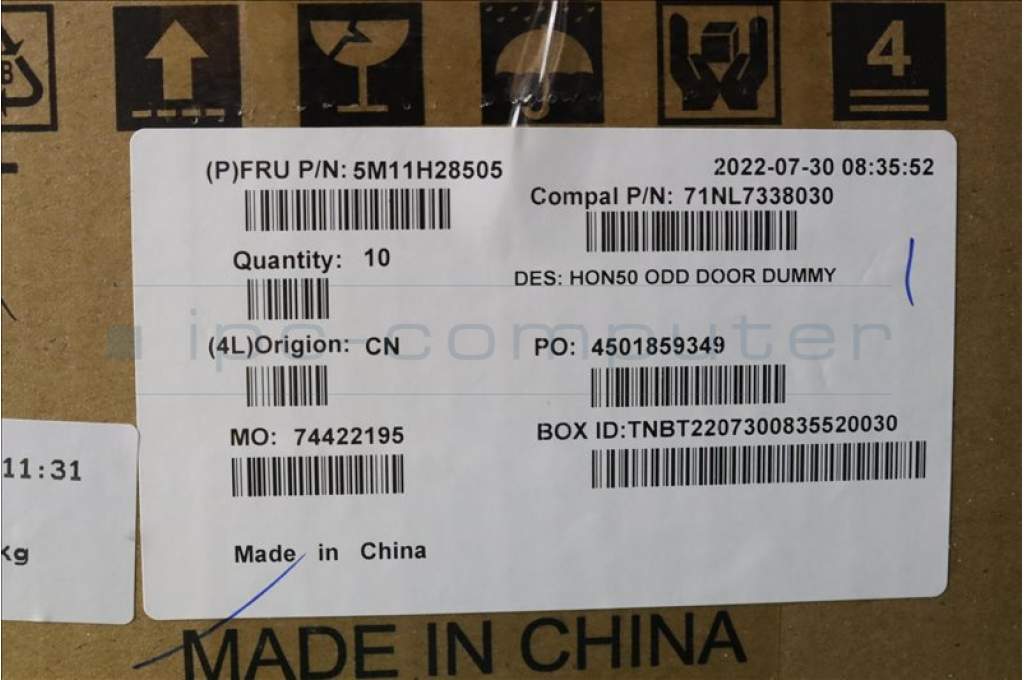 4
(P)FRU P/N: 5M11H28505
2022-07-30 08:35:52
Compal P/N: 71NL7338030
Quantity: 10
DES: HON50 ODD DOOR DUMMY
ipc-computer
(4L)Origion: CN
PO: 4501859349
MO: 74422195
BOX ID:TNBT2207300835520030
Made in China
11:31
Kg
MADE IN CHINA